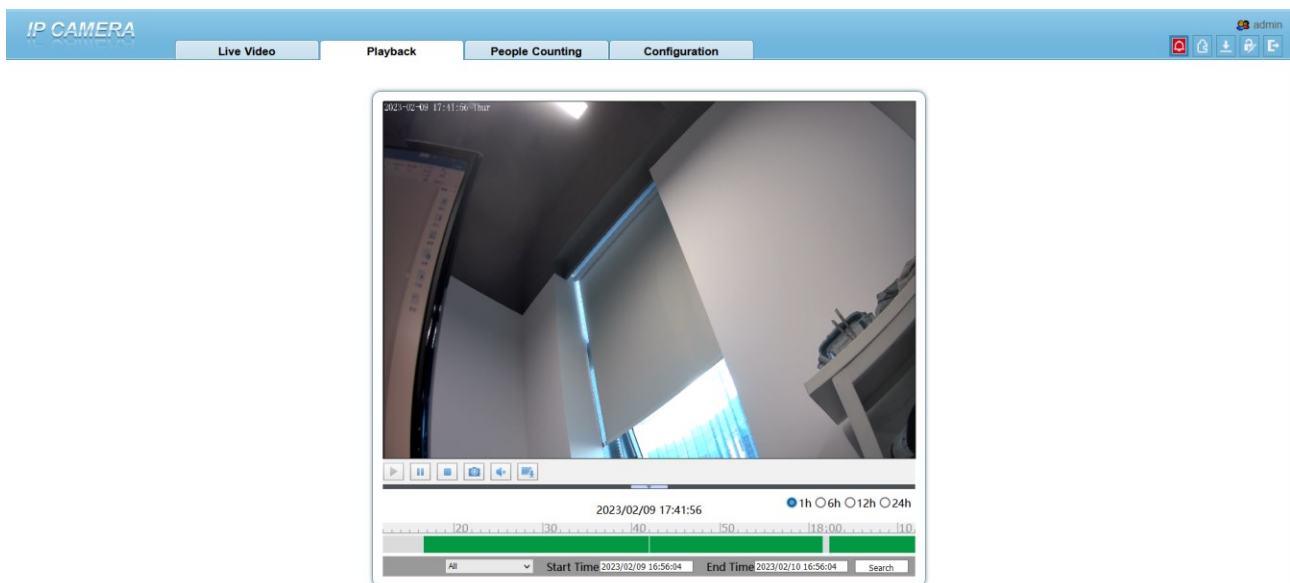 IP CAMERA
admin
Live Video Playback People Counting Configuration
2023-02-09 17:41:56 Thur
2023/02/09 17:41:56
1h 6h 12h 24h
20 30 40 50 18:00 10
All Start Time 2023/02/09 16:56:04 End Time 2023/02/10 16:56:04 Search